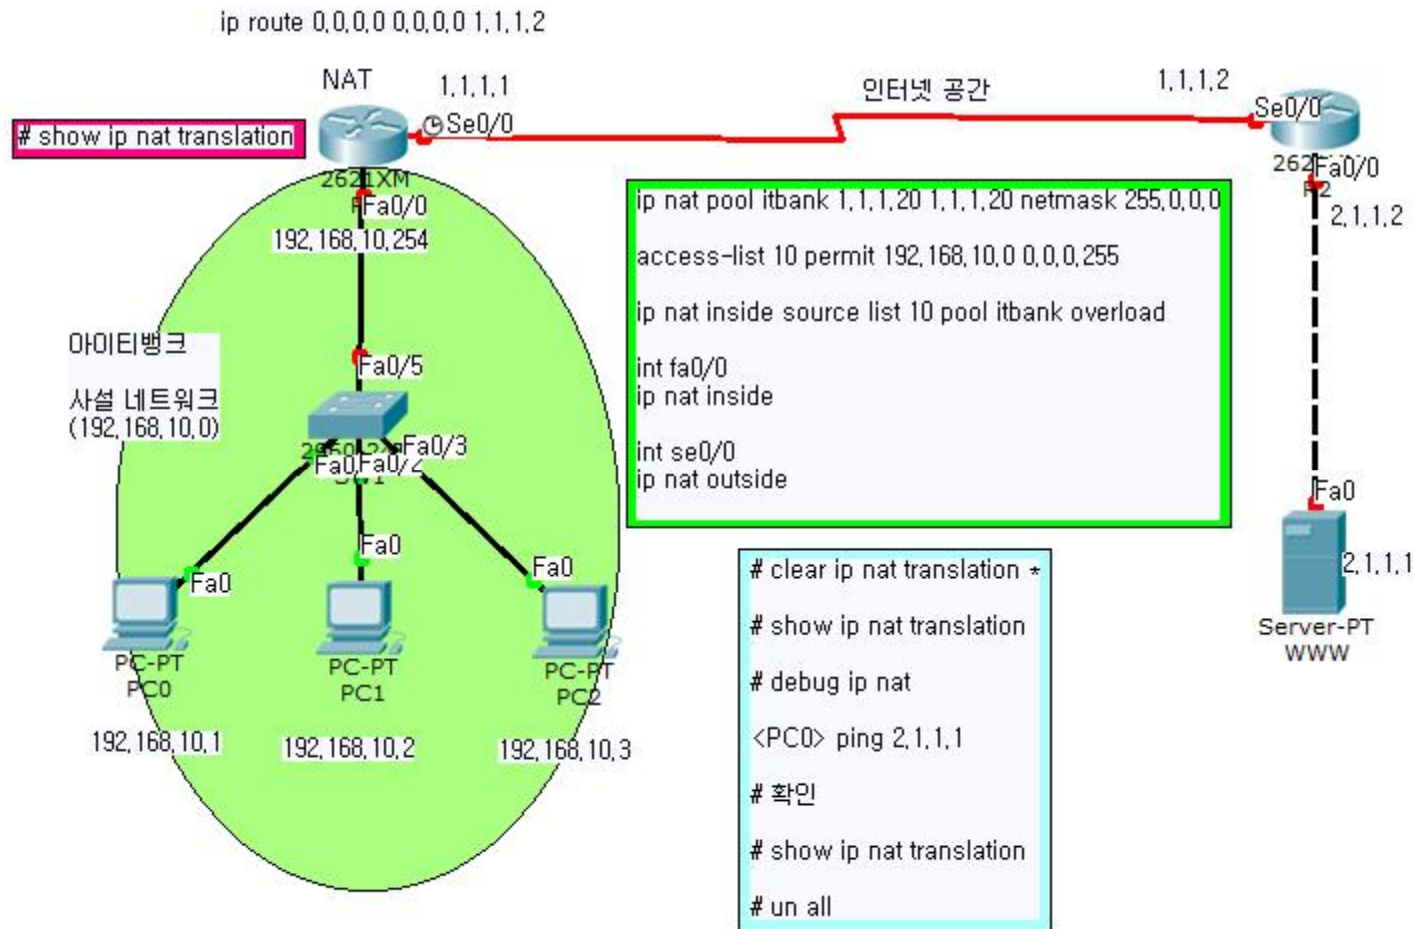 ip route 0,0,0,0 0,0,0,0 1,1,1,2
NAT
1,1,1,1
Se0/0
# show ip nat translation
2621XM
Fa0/0
192,168,10,254
인터넷 공간
1,1,1,2
Se0/0
Fa0/0
2,1,1,2
ip nat pool itbank 1,1,1,20 1,1,1,20 netmask 255,0,0,0
access-list 10 permit 192,168,10,0 0,0,0,255
ip nat inside source list 10 pool itbank overload
int fa0/0
ip nat inside
int se0/0
ip nat outside
아이티뱅크
사설 네트워크
(192,168,10,0)
Fa0/5
Fa0/3
Fa0/2
Fa0
Fa0
Fa0
PC-PT
PC0
PC-PT
PC1
PC-PT
PC2
192,168,10,1
192,168,10,2
192,168,10,3
# clear ip nat translation *
# show ip nat translation
# debug ip nat
<PC0> ping 2,1,1,1
# 확인
# show ip nat translation
# un all
Fa0
2,1,1,1
Server-PT
WWW